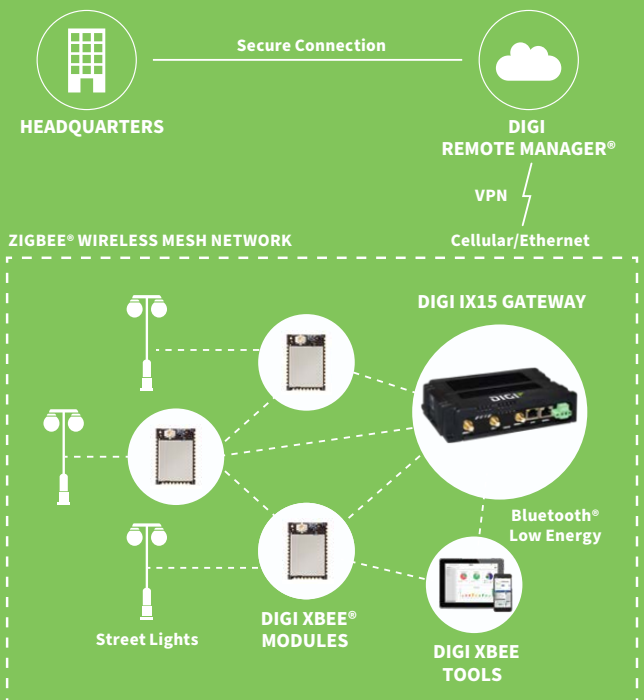 Secure Connection
HEADQUARTERS
DIGI
REMOTE MANAGER®
VPN
ZIGBEE® WIRELESS MESH NETWORK
Cellular/Ethernet
DIGI IX15 GATEWAY
DIGI
Bluetooth®
Low Energy
DIGI XBEE®
MODULES
Street Lights
DIGI XBEE
TOOLS